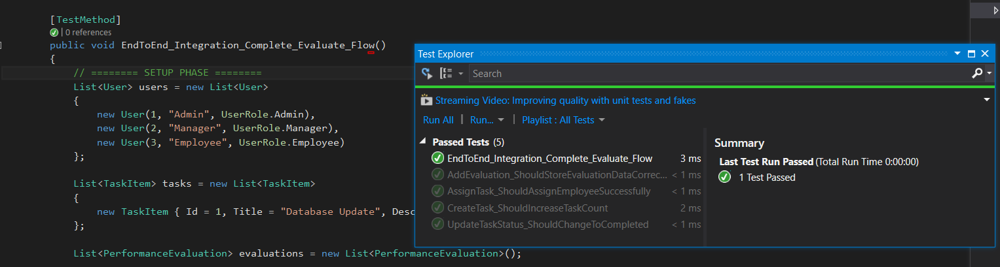 [TestMethod]
| 0 references
public void EndToEnd_Integration_Complete_Evaluate_Flow()
{
// ======== SETUP PHASE ========
List<User> users = new List<User>
{
new User(1, "Admin", UserRole.Admin),
new User(2, "Manager", UserRole.Manager),
new User(3, "Employee", UserRole.Employee)
};
List<TaskItem> tasks = new List<TaskItem>
{
new TaskItem { Id = 1, Title = "Database Update", Desc
};
List<PerformanceEvaluation> evaluations = new List<PerformanceEvaluation>();
Test Explorer
Search
Streaming Video: Improving quality with unit tests and fakes
Run All | Run... | Playlist : All Tests
Passed Tests (5)
EndToEnd_Integration_Complete_Evaluate_Flow 3 ms
AddEvaluation_ShouldStoreEvaluationDataCorrec... < 1 ms
AssignTask_ShouldAssignEmployeeSuccessfully < 1 ms
CreateTask_ShouldIncreaseTaskCount 2 ms
UpdateTaskStatus_ShouldChangeToCompleted < 1 ms
Summary
Last Test Run Passed (Total Run Time 0:00:00)
1 Test Passed